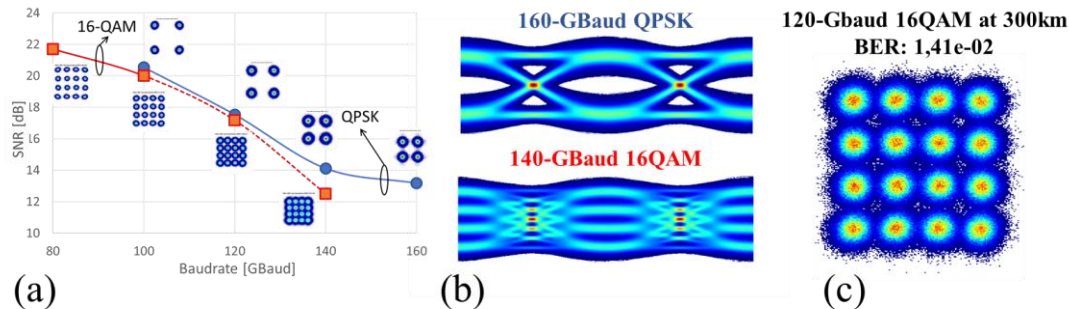 24
22
20
18
16
14
12
10
SNR [dB]
80
100
120
140
160
Baudrate [GBaud]
16-QAM
QPSK
(a)
160-GBaud QPSK
140-GBaud 16QAM
(b)
120-Gbaud 16QAM at 300km
BER: 1,41e-02
(c)